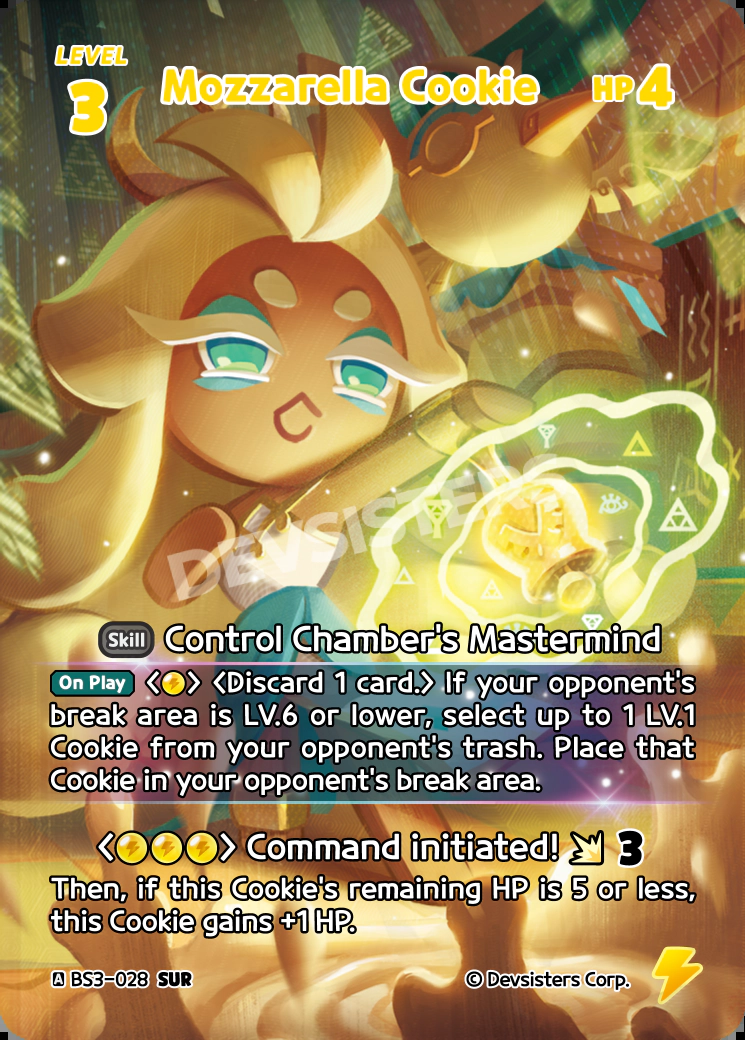 LEVEL
3
Mozzarella Cookie
HP 4
DEVSISTERS
Skill Control Chamber's Mastermind
On Play < > <Discard 1 card.> If your opponent's
break area is LV.6 or lower, select up to 1 LV.1
Cookie from your opponent's trash. Place that
Cookie in your opponent's break area.
< > Command initiated! 3
Then, if this Cookie's remaining HP is 5 or less,
this Cookie gains +1 HP.
A BS3-028 SUR
© Devsisters Corp.